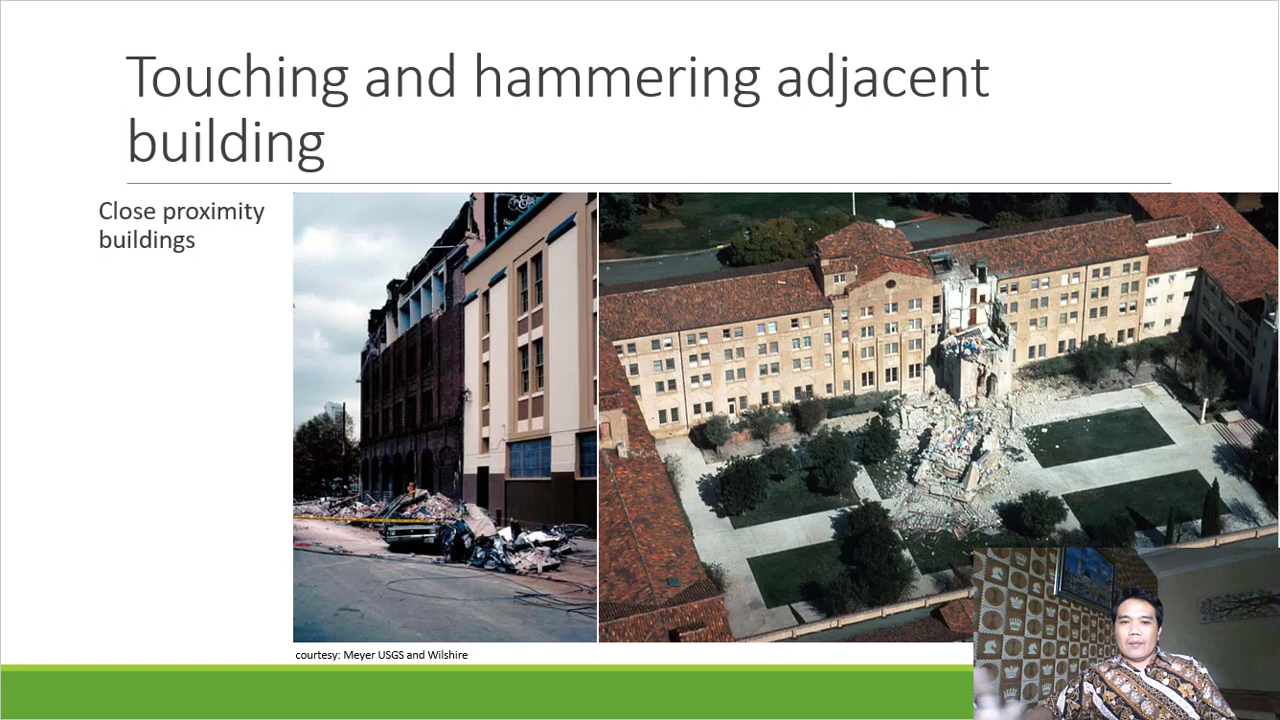 Touching and hammering adjacent
building
Close proximity
buildings
courtesy: Meyer USGS and Wilshire